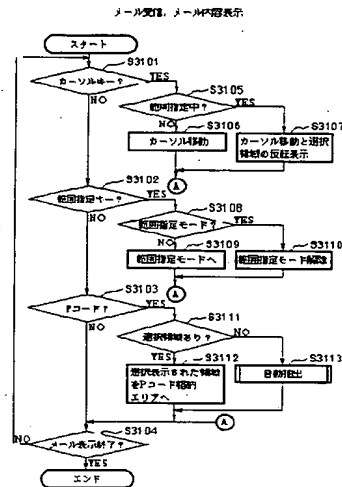 メール受信，メール内容表示
スタート
S3101
カーソルキー？
YES
S3105
範囲指定中？
YES
NO
NO
S3106
S3107
カーソル移動
カーソル移動と選択
領域の反転表示
A
S3102
範囲指定キー？
YES
S3108
NO
範囲指定モード？
YES
NO
S3109
S3110
範囲指定モードへ
範囲指定モード解除
A
S3103
Pコード？
YES
S3111
NO
選択領域あり？
NO
YES
S3112
S3113
選択表示された領域
をPコード格納
エリアへ
自動抽出
A
S3104
NO
メール表示終了？
YES
エンド